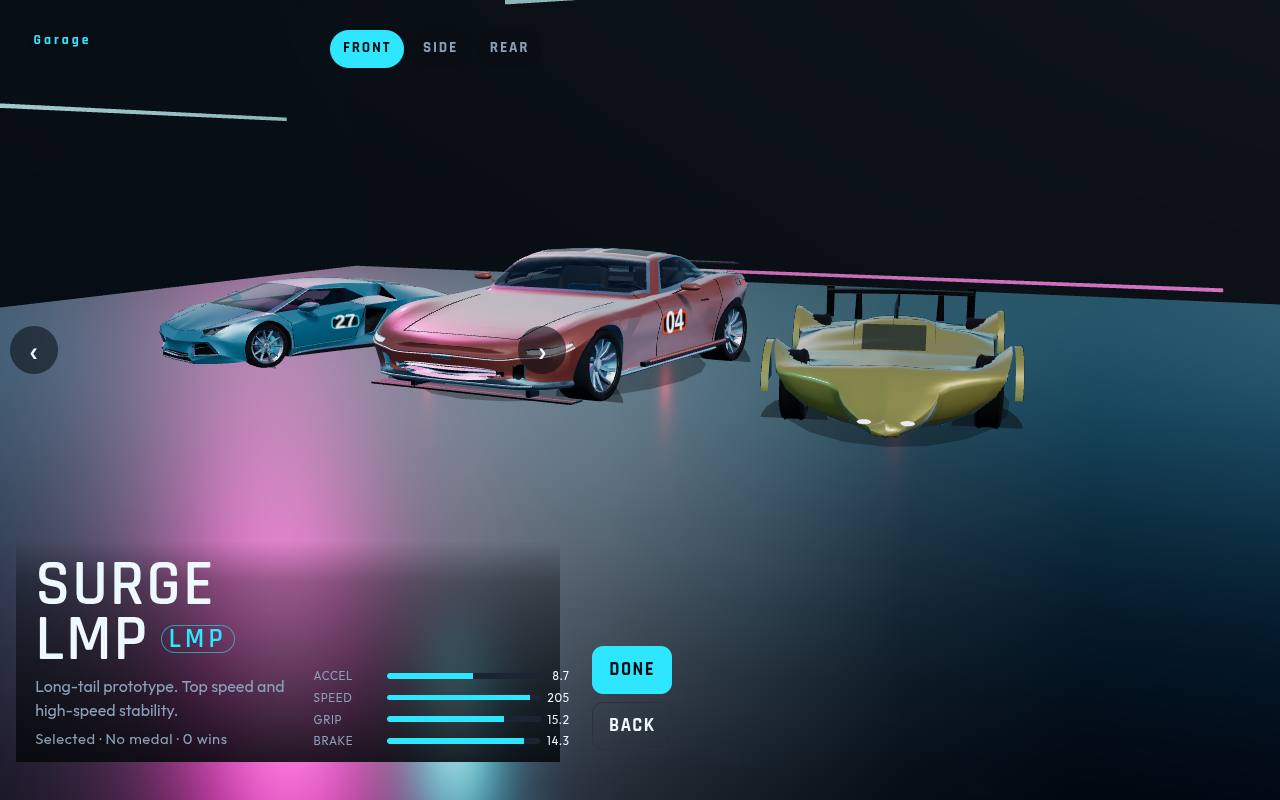 Garage
FRONT SIDE REAR
27
04
‹ ›
SURGE
LMP LMP
Long-tail prototype. Top speed and
high-speed stability.
Selected · No medal · 0 wins
ACCEL 8.7
SPEED 205
GRIP 15.2
BRAKE 14.3
DONE
BACK